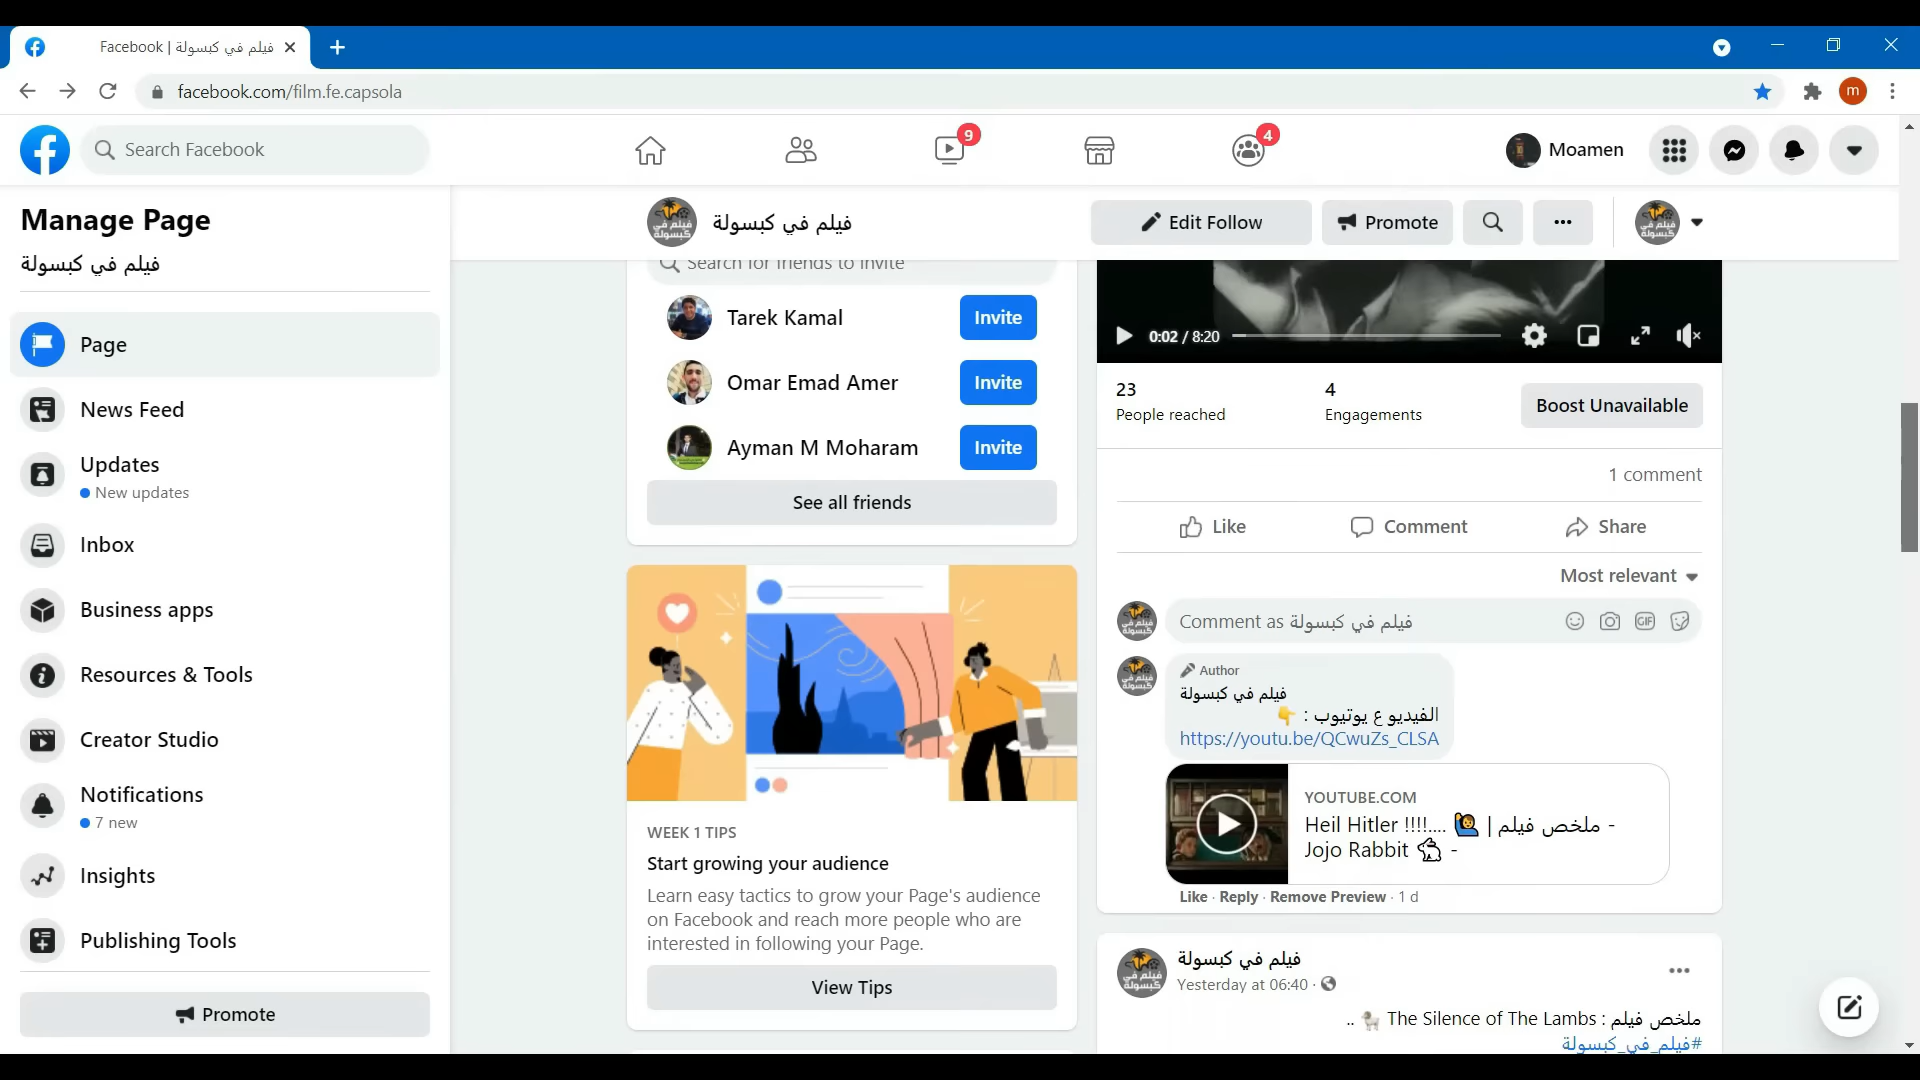 Facebook | فيلم في كبسولة
facebook.com/film.fe.capsola
m
Search Facebook
9
4
Moamen
Manage Page
فيلم في كبسولة
Page
News Feed
Updates
New updates
Inbox
Business apps
Resources & Tools
Creator Studio
Notifications
7 new
Insights
Publishing Tools
Promote
فيلم في كبسولة
Edit Follow
Promote
Search for friends to invite
Tarek Kamal
Invite
Omar Emad Amer
Invite
Ayman M Moharam
Invite
See all friends
WEEK 1 TIPS
Start growing your audience
Learn easy tactics to grow your Page's audience
on Facebook and reach more people who are
interested in following your Page.
View Tips
0:02 / 8:20
23
People reached
4
Engagements
Boost Unavailable
1 comment
Like
Comment
Share
Most relevant
Comment as فيلم في كبسولة
GIF
Author
فيلم في كبسولة
الفيديو ع يوتيوب : 👇
https://youtu.be/QCwuZs_CLSA
YOUTUBE.COM
Heil Hitler !!!!.... 🙋 | ملخص فيلم -
Jojo Rabbit 🐇 -
Like · Reply · Remove Preview · 1 d
فيلم في كبسولة
Yesterday at 06:40 ·
ملخص فيلم : The Silence of The Lambs 🐑 ..
#فيلم_في_كبسولة